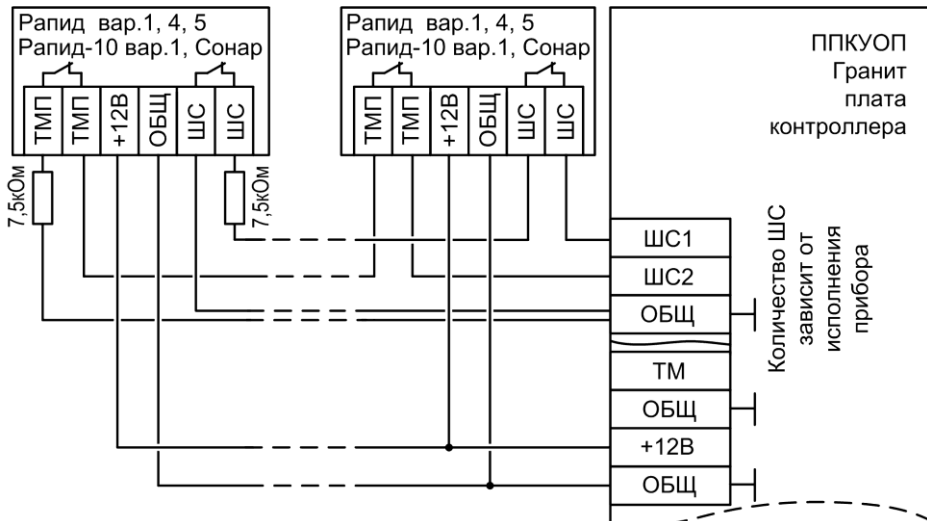 Рапид вар.1, 4, 5
Рапид-10 вар.1, Сонар
ТМП
ТМП
+12В
ОБЩ
ШС
ШС
7,5кОм
7,5кОм
Рапид вар.1, 4, 5
Рапид-10 вар.1, Сонар
ТМП
ТМП
+12В
ОБЩ
ШС
ШС
ППКУОП
Гранит
плата
контроллера
ШС1
ШС2
ОБЩ
ТМ
ОБЩ
+12В
ОБЩ
Количество ШС
зависит от
исполнения
прибора